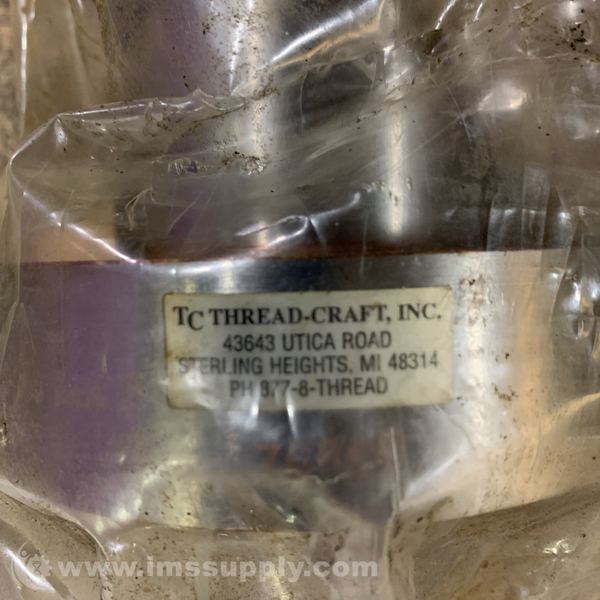 TC THREAD-CRAFT, INC.
43643 UTICA ROAD
STERLING HEIGHTS, MI 48314
PH 877-8-THREAD
www.imssupply.com